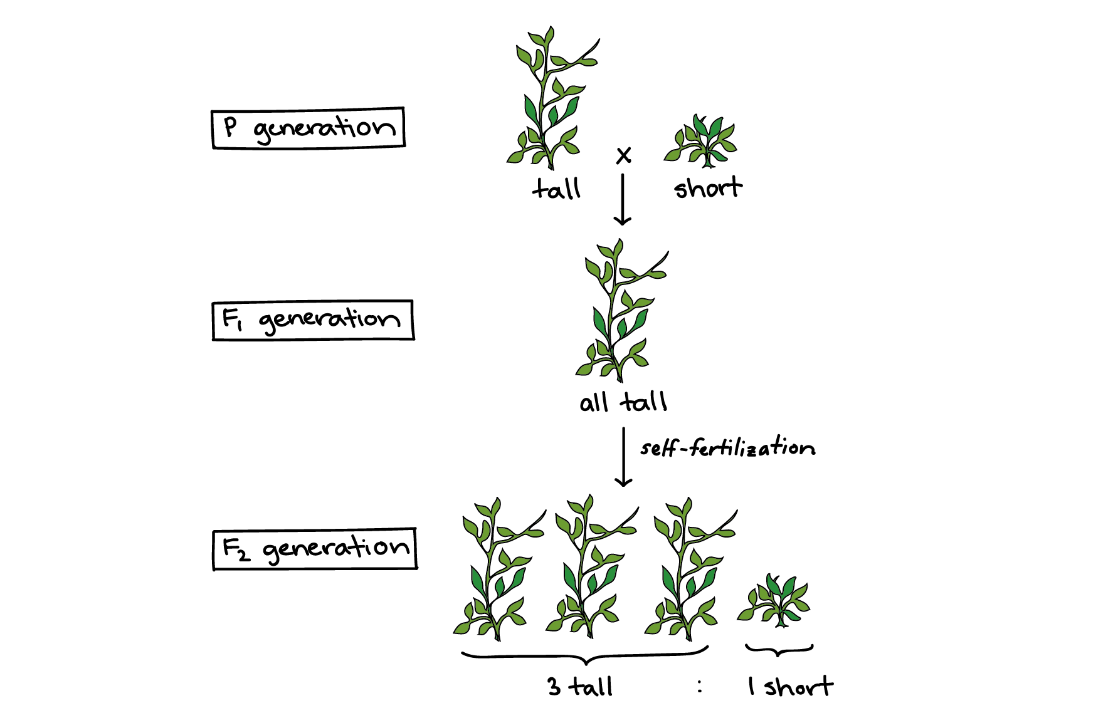 P generation
x
tall
short
F₁ generation
all tall
self-fertilization
F₂ generation
3 tall : 1 short